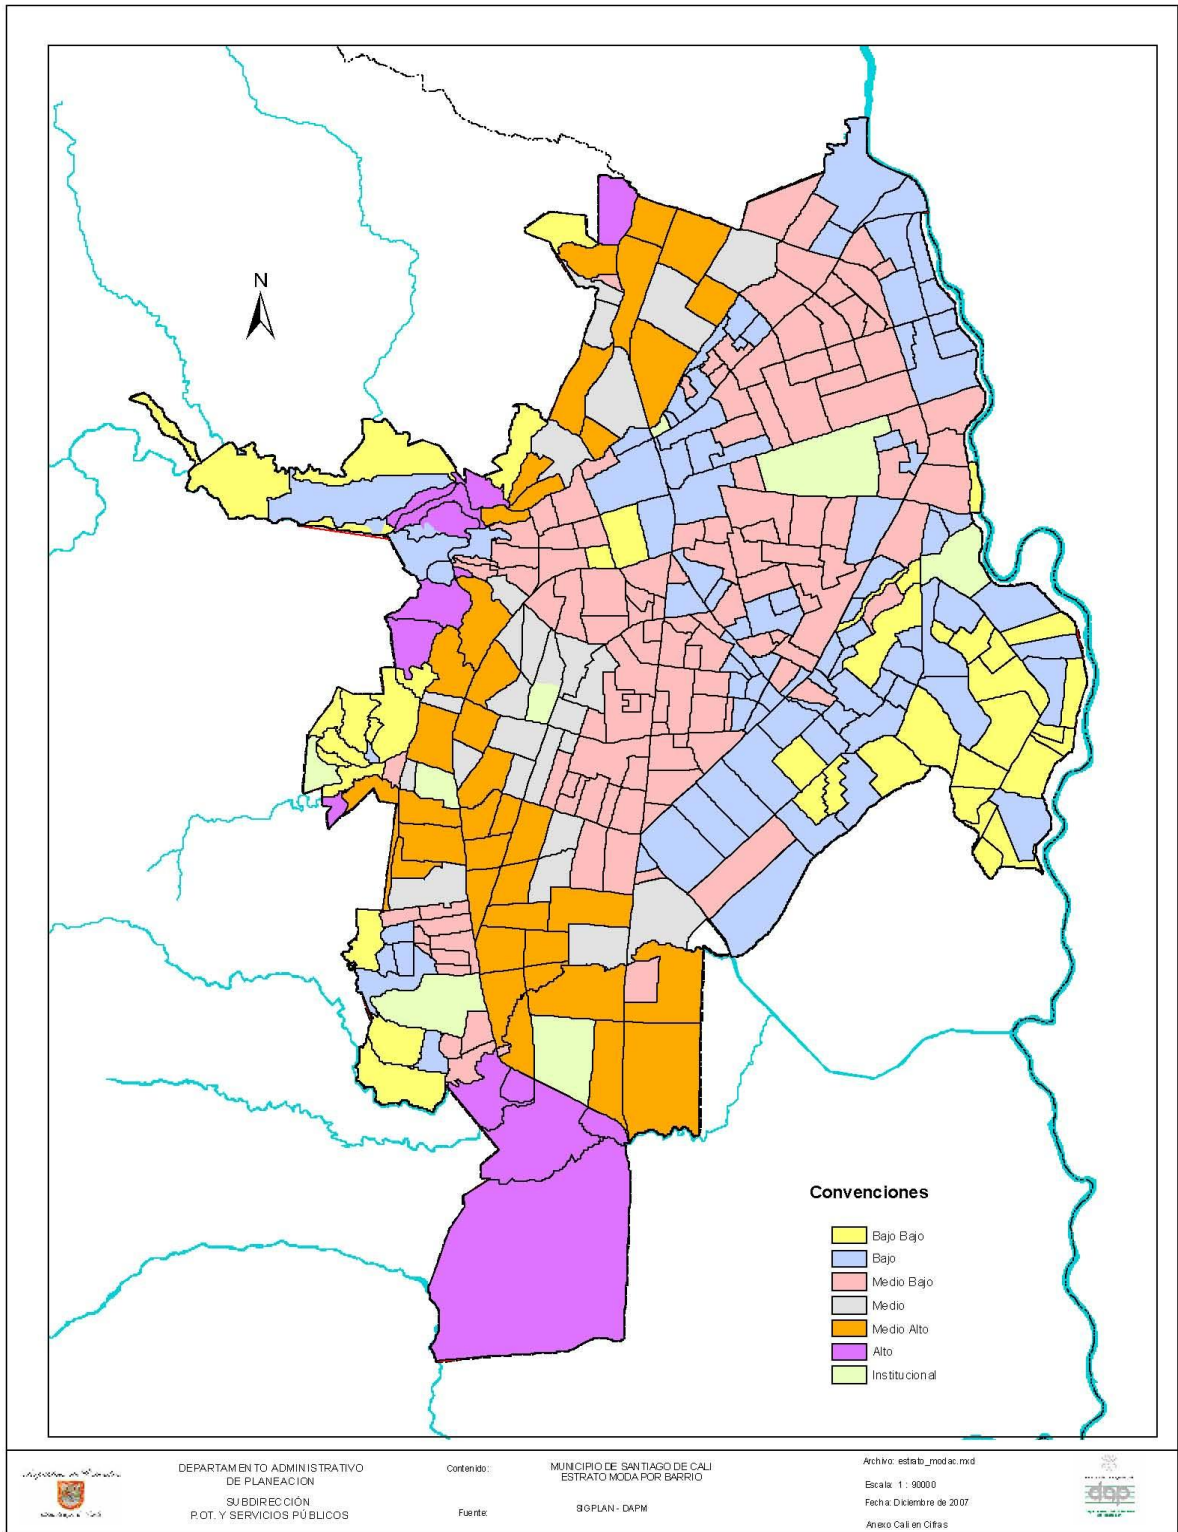 N
Convenciones
Bajo Bajo
Bajo
Medio Bajo
Medio
Medio Alto
Alto
Institucional
DEPARTAMENTO ADMINISTRATIVO
DE PLANEACION
SUBDIRECCIÓN
P.O.T. Y SERVICIOS PÚBLICOS
Contenido:
MUNICIPIO DE SANTIAGO DE CALI
ESTRATO MODA POR BARRIO
Fuente:
SIGPLAN - DAPM
Archivo: estrato_modac.mxd
Escala: 1 : 90000
Fecha: Diciembre de 2007
Anexo Cali en Cifras
dap